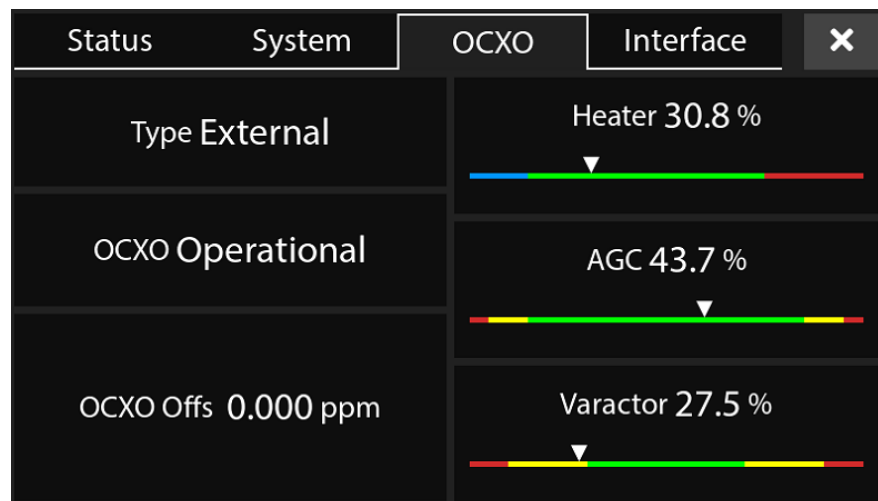 Status System OCXO Interface ×
Type External
OCXO Operational
OCXO Offs 0.000 ppm
Heater 30.8 %
AGC 43.7 %
Varactor 27.5 %